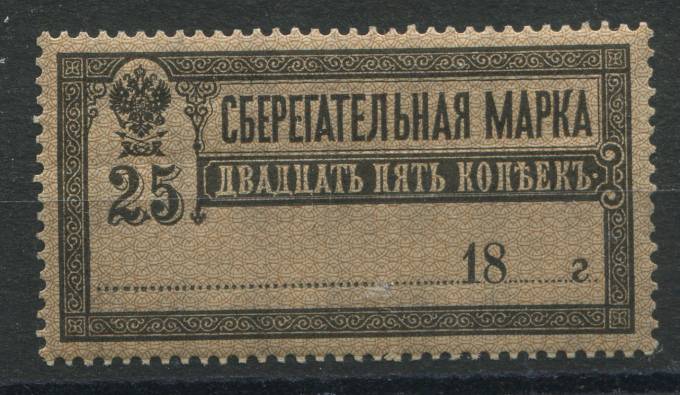 СБЕРЕГАТЕЛЬНАЯ МАРКА
25
ДВАДЦАТЬ ПЯТЬ КОПѢЕКЪ
18 г.